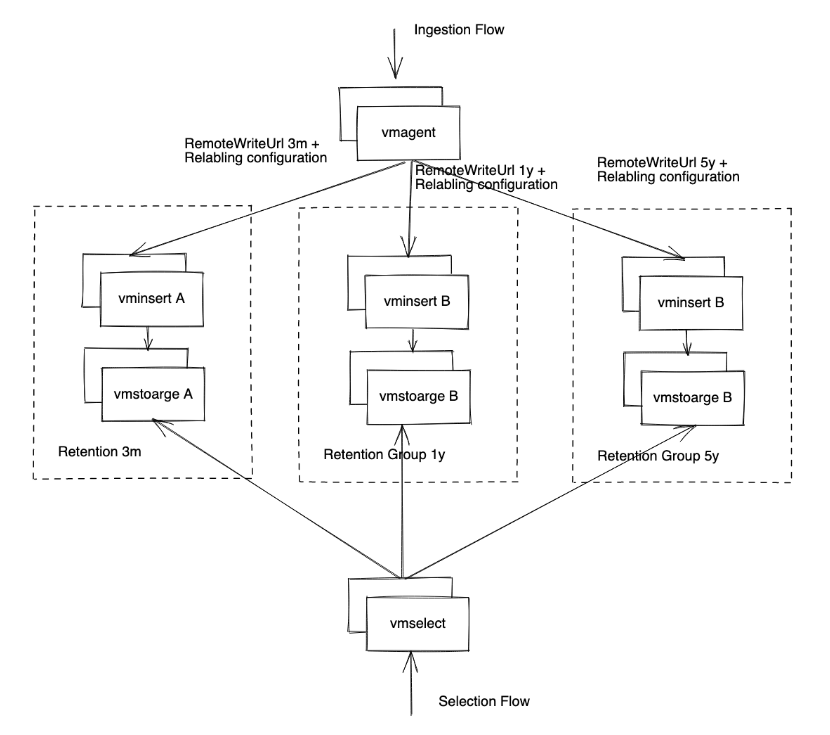 Ingestion Flow
vmagent
RemoteWriteUrl 3m +
Relabling configuration
RemoteWriteUrl 1y +
Relabling configuration
RemoteWriteUrl 5y +
Relabling configuration
vminsert A
vminsert B
vminsert B
vmstoarge A
vmstoarge B
vmstoarge B
Retention 3m
Retention Group 1y
Retention Group 5y
vmselect
Selection Flow